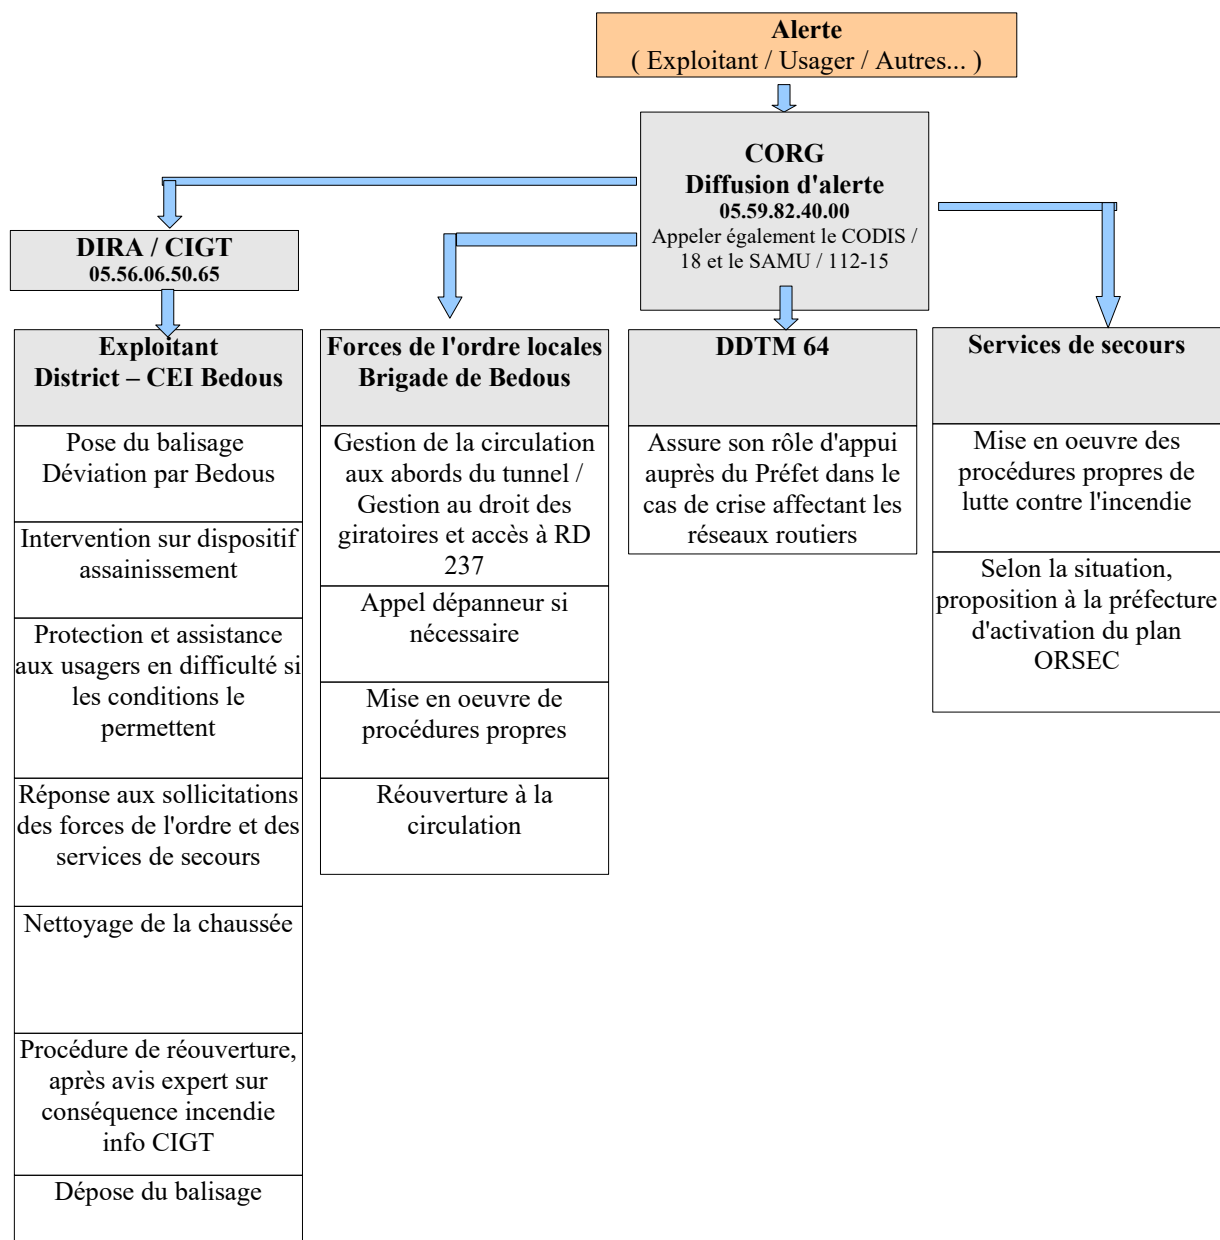 Alerte
( Exploitant / Usager / Autres... )
CORG
Diffusion d'alerte
05.59.82.40.00
Appeler également le CODIS /
18 et le SAMU / 112-15
DIRA / CIGT
05.56.06.50.65
Exploitant
District – CEI Bedous
Pose du balisage
Déviation par Bedous
Intervention sur dispositif
assainissement
Protection et assistance
aux usagers en difficulté si
les conditions le
permettent
Réponse aux sollicitations
des forces de l'ordre et des
services de secours
Nettoyage de la chaussée
Procédure de réouverture,
après avis expert sur
conséquence incendie
info CIGT
Dépose du balisage
Forces de l'ordre locales
Brigade de Bedous
Gestion de la circulation
aux abords du tunnel /
Gestion au droit des
giratoires et accès à RD
237
Appel dépanneur si
nécessaire
Mise en oeuvre de
procédures propres
Réouverture à la
circulation
DDTM 64
Assure son rôle d'appui
auprès du Préfet dans le
cas de crise affectant les
réseaux routiers
Services de secours
Mise en oeuvre des
procédures propres de
lutte contre l'incendie
Selon la situation,
proposition à la préfecture
d'activation du plan
ORSEC